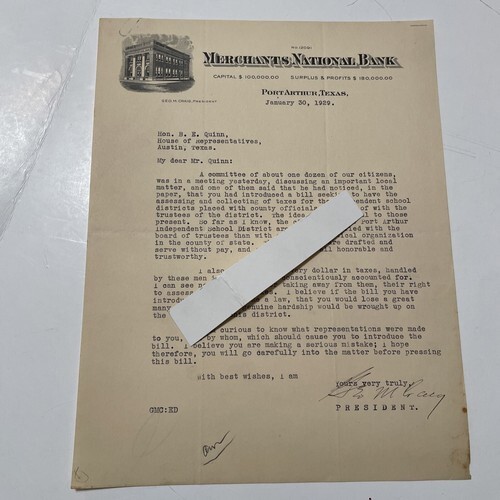 MERCHANTS NATIONAL BANK
CAPITAL $ 100,000.00 SURPLUS & PROFITS $ 150,000.00
PORT ARTHUR, TEXAS.
GEO. M. CRAIG, PRESIDENT
January 30, 1929.
Hon. B. E. Quinn,
House of Representatives,
Austin, Texas.
My dear Mr. Quinn:
A committee of about one dozen of our citizens,
was in a meeting yesterday, discussing an important local
matter, and one of them said that he had noticed, in the
paper, that you had introduced a bill seeking to have the
assessing and collecting of taxes for the independent school
districts placed with county officials of with the
trustees of the district. The idea to those
present. So far as I know, the Port Arthur
Independent School District are with the
board of trustees than with organization
in the county of state. are drafted and
serve without pay, and honorable and
trustworthy.
I also every dollar in taxes, handled
by these men conscientiously accounted for.
I can see no taking away from them, their right
to assess I believe if the bill you have
introdu a law, that you would lose a great
many genuine hardship would be wrought up on
the this district.
curious to know what representations were made
to you, by whom, which should cause you to introduce the
bill. I believe you are making a serious mistake; I hope
therefore, you will go carefully into the matter before pressing
this bill.
With best wishes, I am
yours very truly,
Geo M Craig
GMC:ED PRESIDENT.